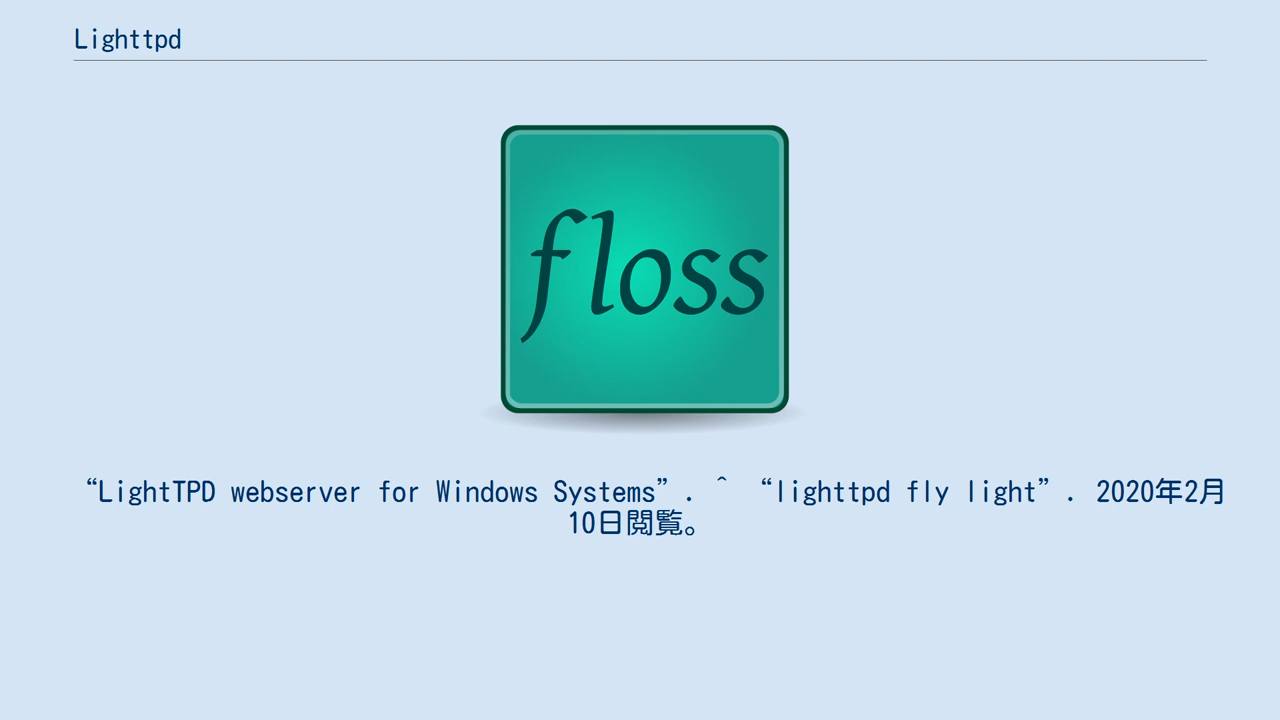 Lighttpd
floss
“LightTPD webserver for Windows Systems”. ^ “lighttpd fly light”. 2020年2月
10日閲覧。